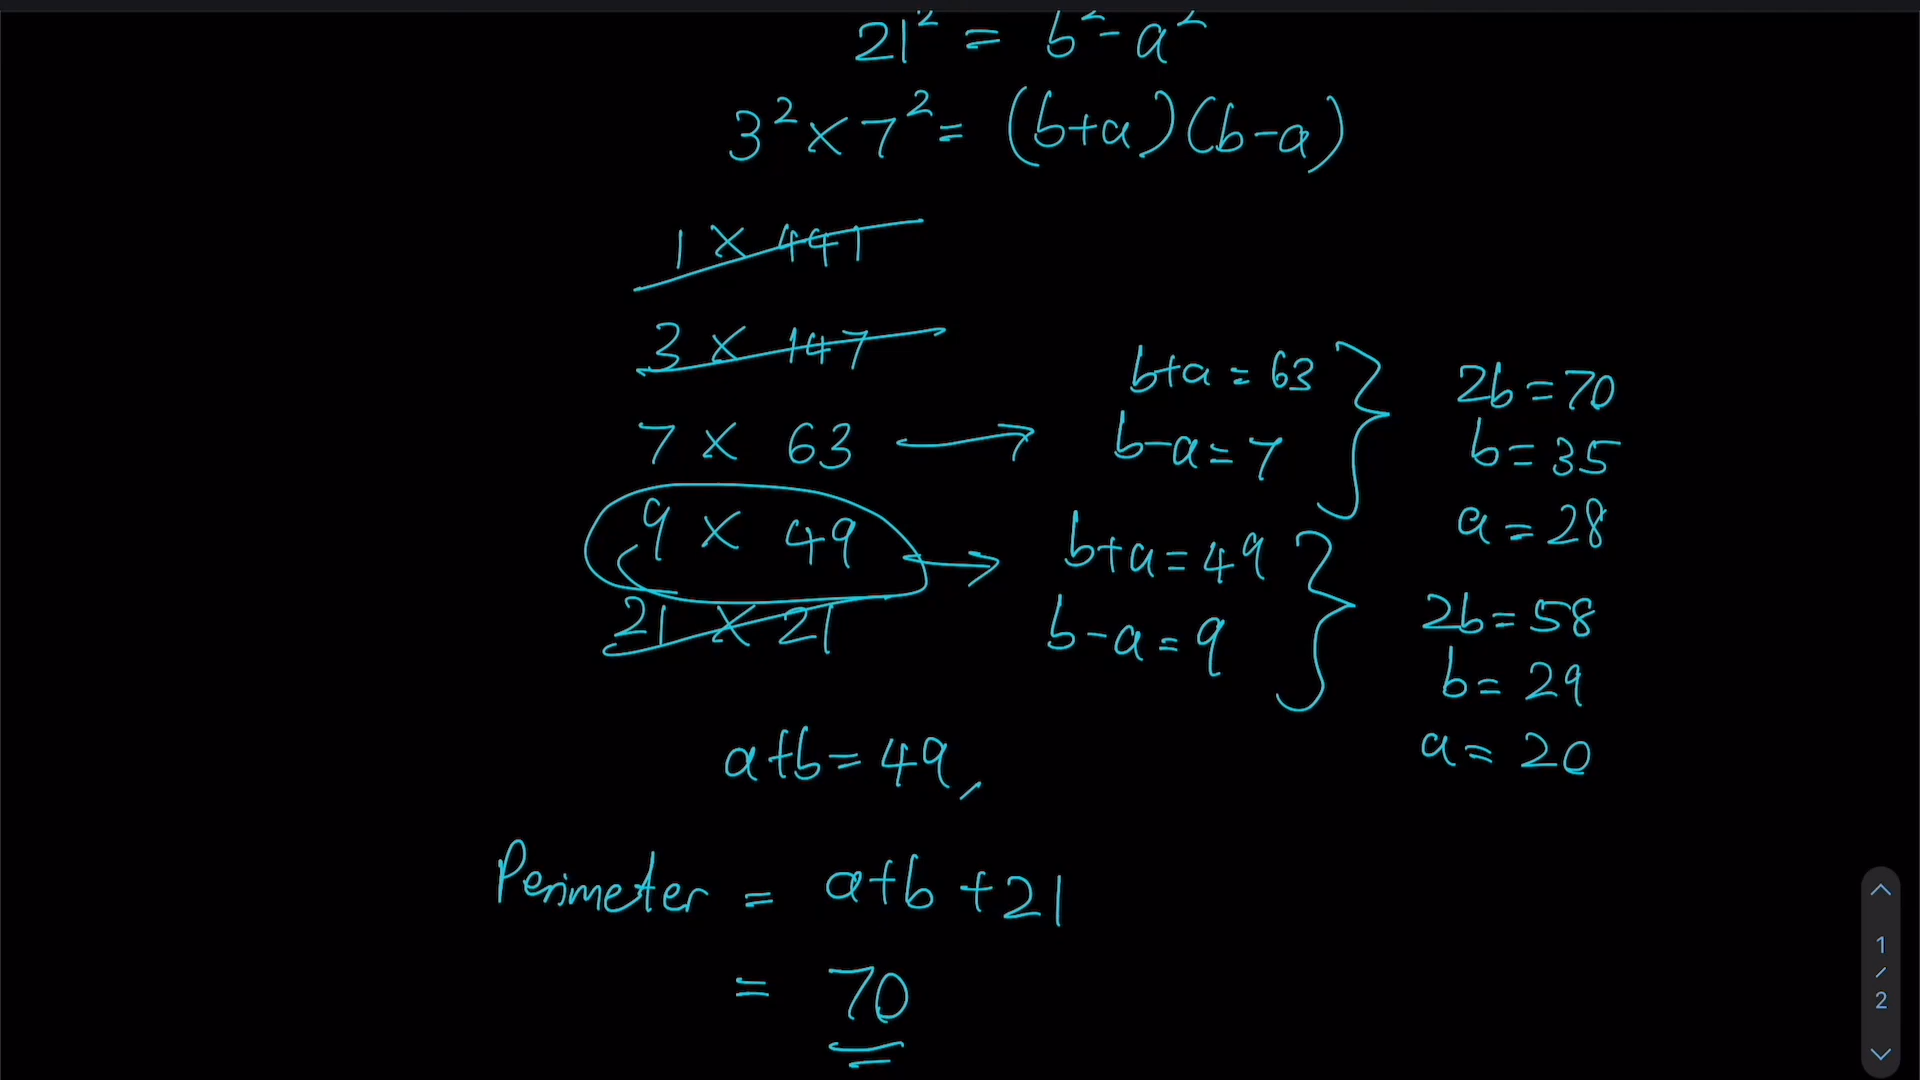 21² = b² - a²
3² × 7² = (b+a)(b-a)
1 × 441
3 × 147
7 × 63 → b+a = 63
b-a = 7
2b = 70
b = 35
a = 28
9 × 49 → b+a = 49
b-a = 9
2b = 58
b = 29
a = 20
21 × 21
a+b = 49,
Perimeter = a+b+21
= 70
1
/
2